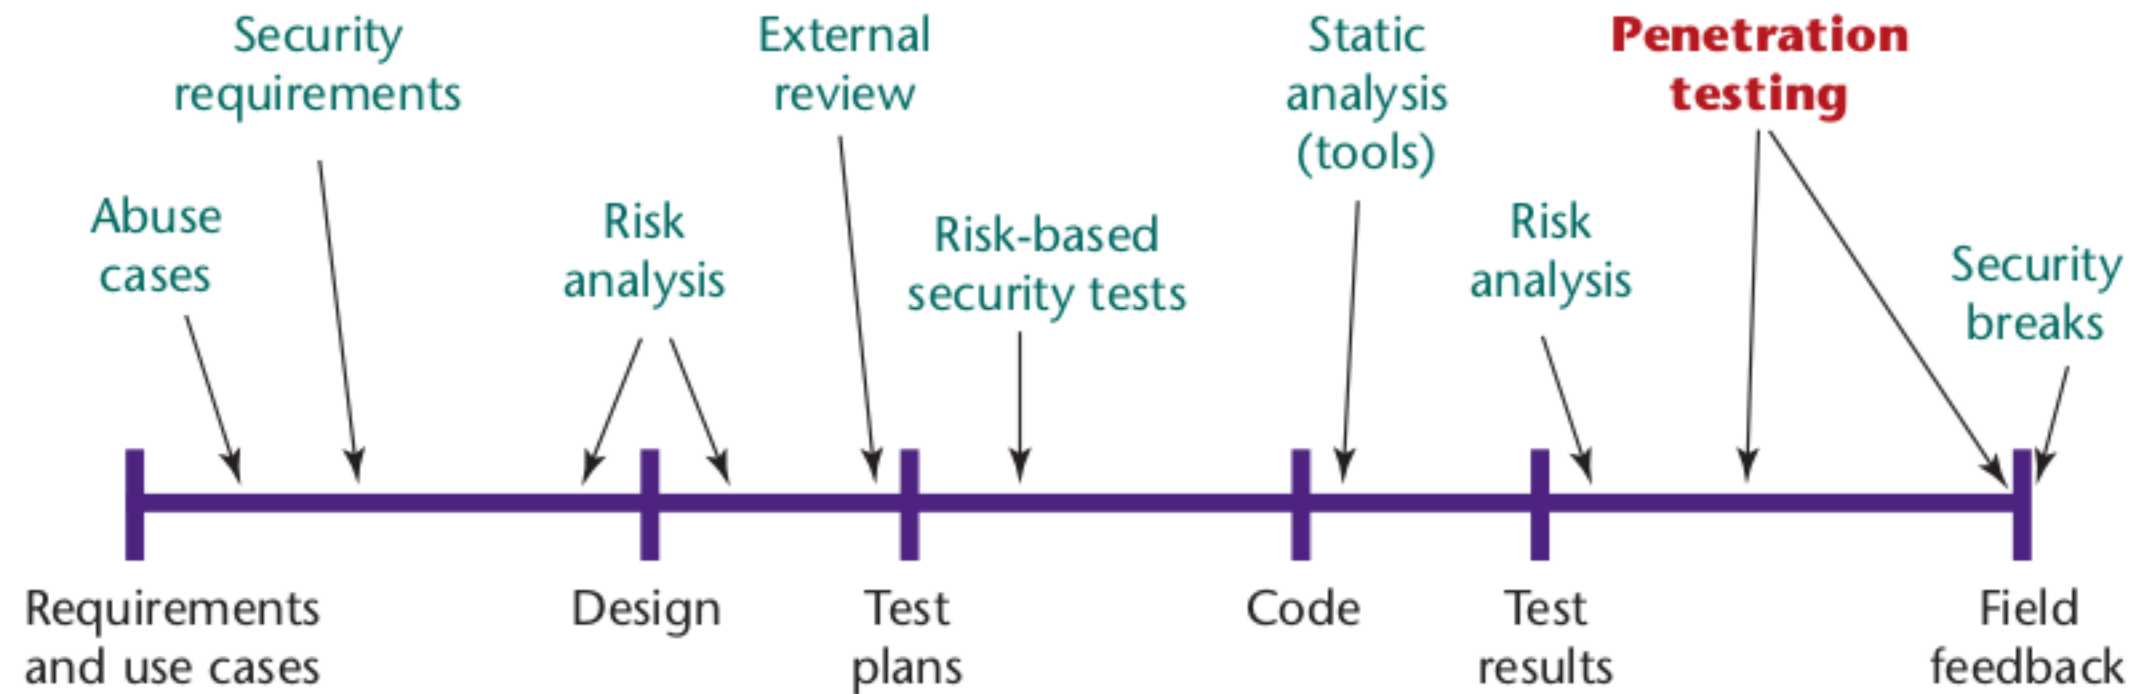 Security
requirements
External
review
Static
analysis
(tools)
Penetration
testing
Abuse
cases
Risk
analysis
Risk-based
security tests
Risk
analysis
Security
breaks
Requirements
and use cases
Design
Test
plans
Code
Test
results
Field
feedback